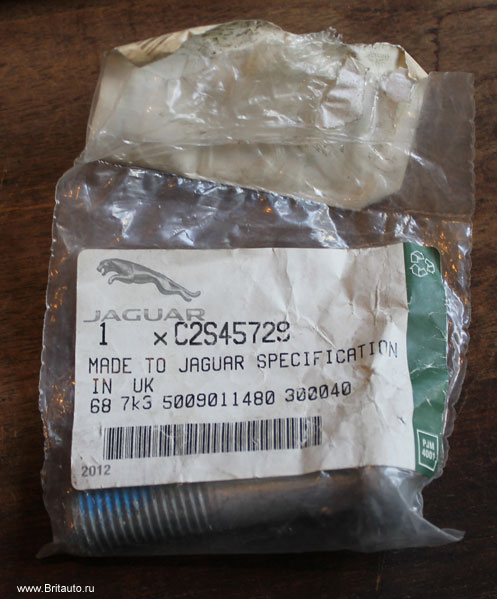 JAGUAR
1 ×C2S45729
MADE TO JAGUAR SPECIFICATION
IN UK
68 7k3 5009011480 300040
2012
PJM
4001
www.Britauto.ru